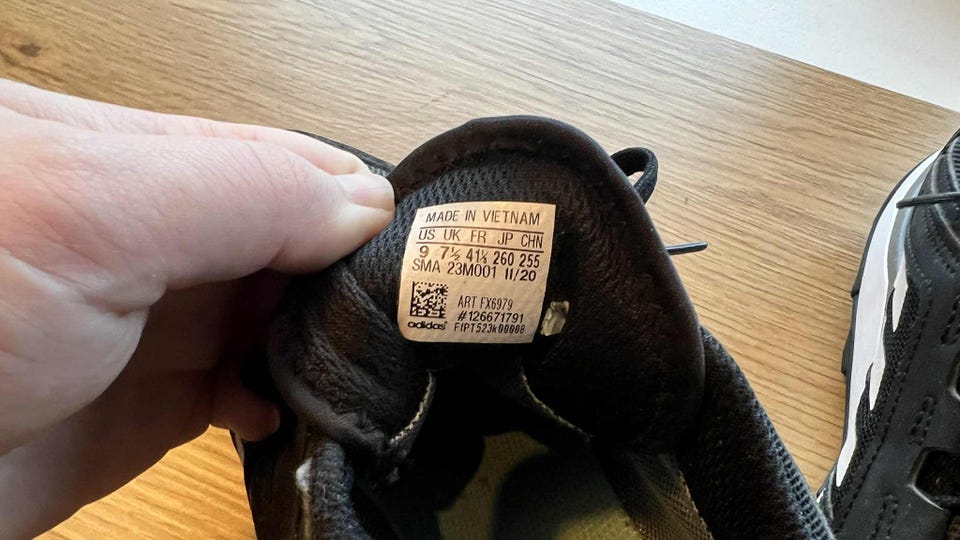 MADE IN VIETNAM
US UK FR JP CHN
9 7½ 41⅓ 260 255
SMA 23M001 11/20
ART FX6979
#126671791
adidas FIPT523K00008